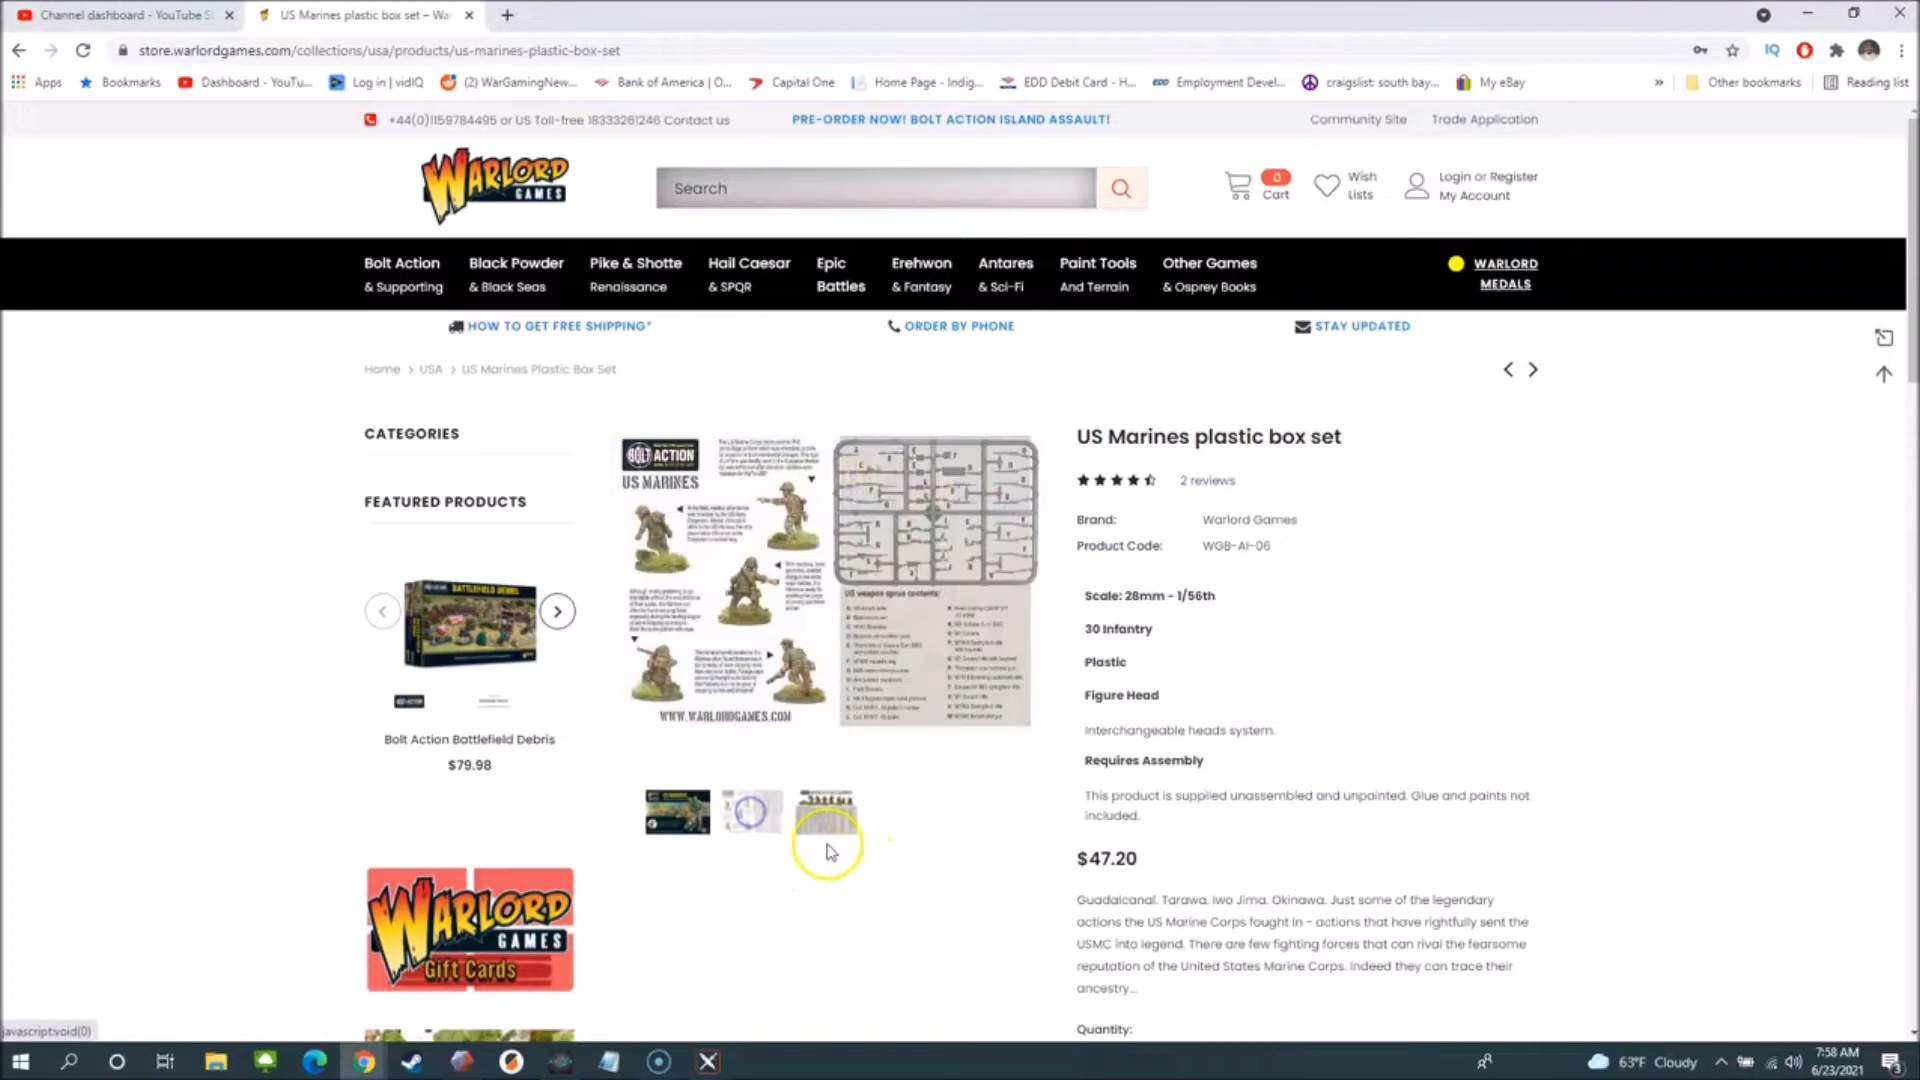 Channel dashboard - YouTube S
US Marines plastic box set – Wa
store.warlordgames.com/collections/usa/products/us-marines-plastic-box-set
Apps
Bookmarks
Dashboard - YouTu...
Log in | vidIQ
(2) WarGamingNew...
Bank of America | O...
Capital One
Home Page - Indig...
EDD Debit Card - H...
Employment Devel...
craigslist: south bay...
My eBay
»
Other bookmarks
Reading list
+44(0)1159784495 or US Toll-free 18333261246 Contact us
PRE-ORDER NOW! BOLT ACTION ISLAND ASSAULT!
Community Site
Trade Application
WARLORD
GAMES
Search
0
Cart
Wish
Lists
Login or Register
My Account
Bolt Action
& Supporting
Black Powder
& Black Seas
Pike & Shotte
Renaissance
Hail Caesar
& SPQR
Epic
Battles
Erehwon
& Fantasy
Antares
& Sci-Fi
Paint Tools
And Terrain
Other Games
& Osprey Books
WARLORD
MEDALS
HOW TO GET FREE SHIPPING*
ORDER BY PHONE
STAY UPDATED
Home > USA > US Marines Plastic Box Set
CATEGORIES
FEATURED PRODUCTS
BATTLEFIELD DEBRIS
Bolt Action Battlefield Debris
$79.98
WARLORD
GAMES
Gift Cards
BOLT ACTION
US MARINES
WWW.WARLORDGAMES.COM
US weapon sprue contents:
US Marines plastic box set
2 reviews
Brand: Warlord Games
Product Code: WGB-AI-06
Scale: 28mm - 1/56th
30 Infantry
Plastic
Figure Head
Interchangeable heads system.
Requires Assembly
This product is supplied unassembled and unpainted. Glue and paints not
included.
$47.20
Guadalcanal. Tarawa. Iwo Jima. Okinawa. Just some of the legendary
actions the US Marine Corps fought in - actions that have rightfully sent the
USMC into legend. There are few fighting forces that can rival the fearsome
reputation of the United States Marine Corps. Indeed they can trace their
ancestry...
Quantity:
javascript:void(0)
63°F Cloudy
7:58 AM
6/23/2021
3